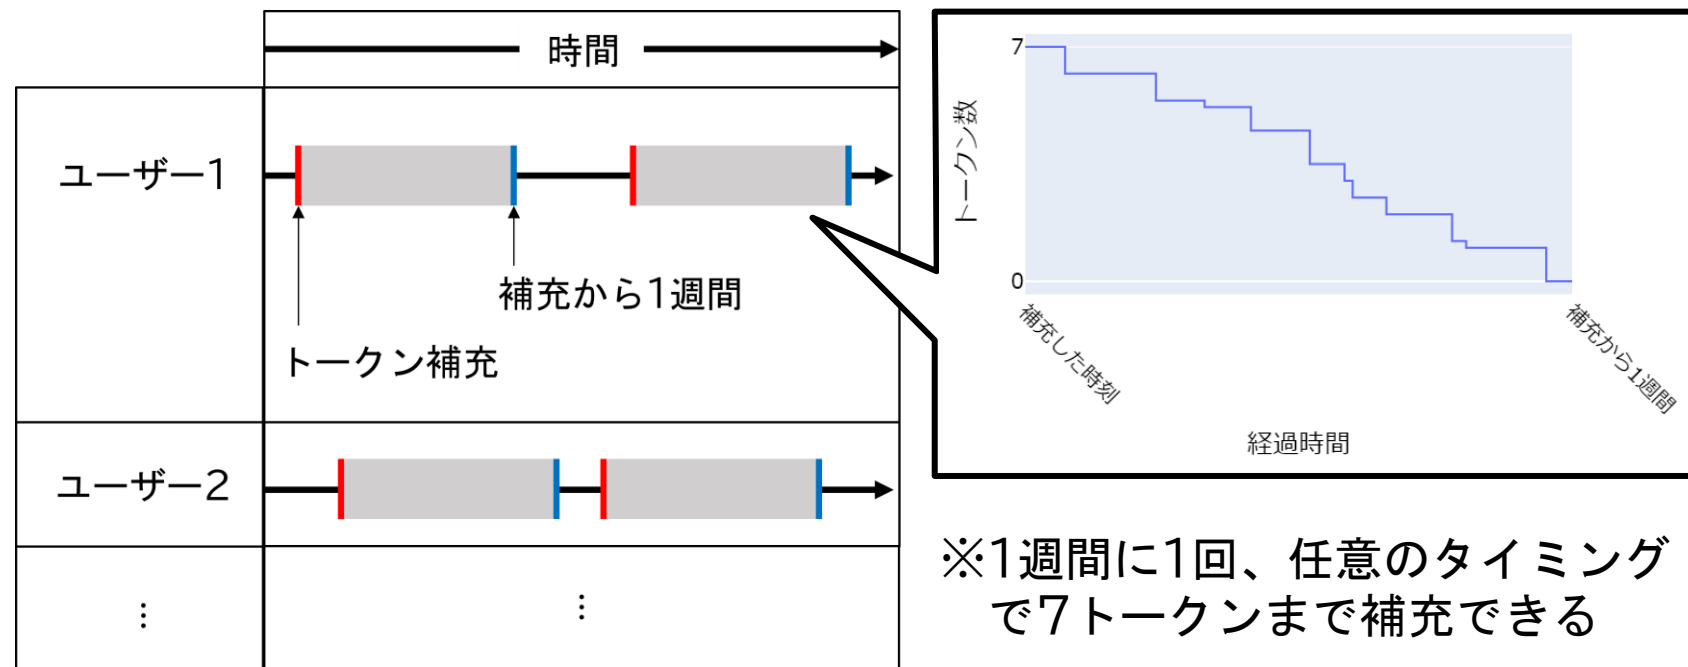 時間
ユーザー1
補充から1週間
トークン補充
ユーザー2
⋮
⋮
7
トークン数
0
補充した時刻
補充から1週間
経過時間
※1週間に1回、任意のタイミング
で7トークンまで補充できる